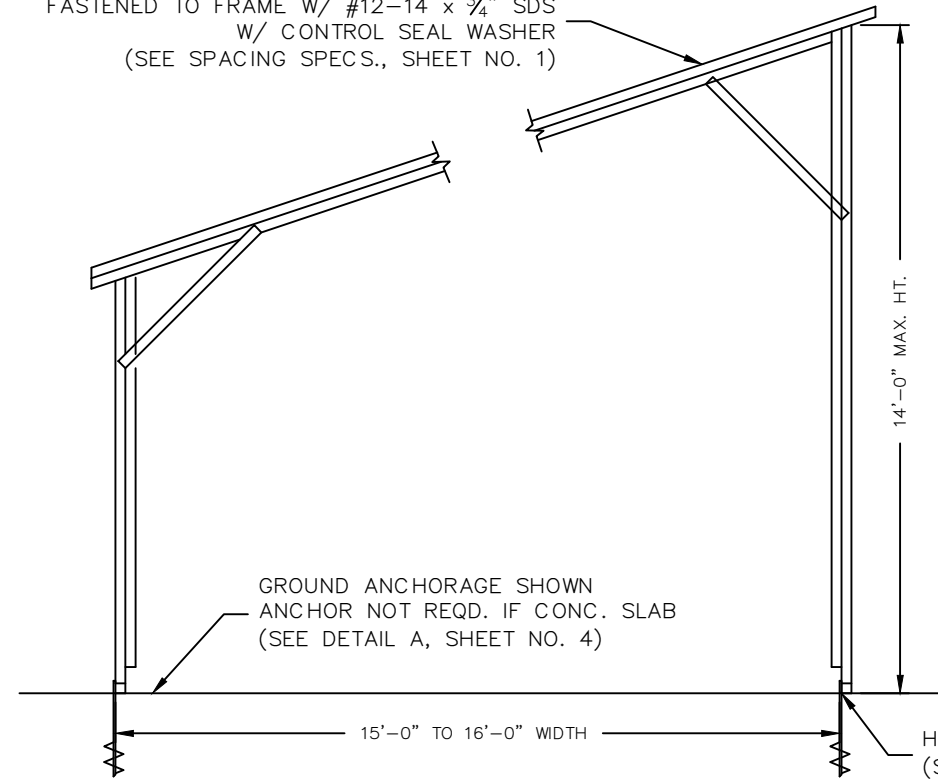 FASTENED TO FRAME W/ #12-14 x 3/4" SDS
W/ CONTROL SEAL WASHER
(SEE SPACING SPECS., SHEET NO. 1)
14'-0" MAX. HT.
GROUND ANCHORAGE SHOWN
ANCHOR NOT REQD. IF CONC. SLAB
(SEE DETAIL A, SHEET NO. 4)
15'-0" TO 16'-0" WIDTH
H
(S